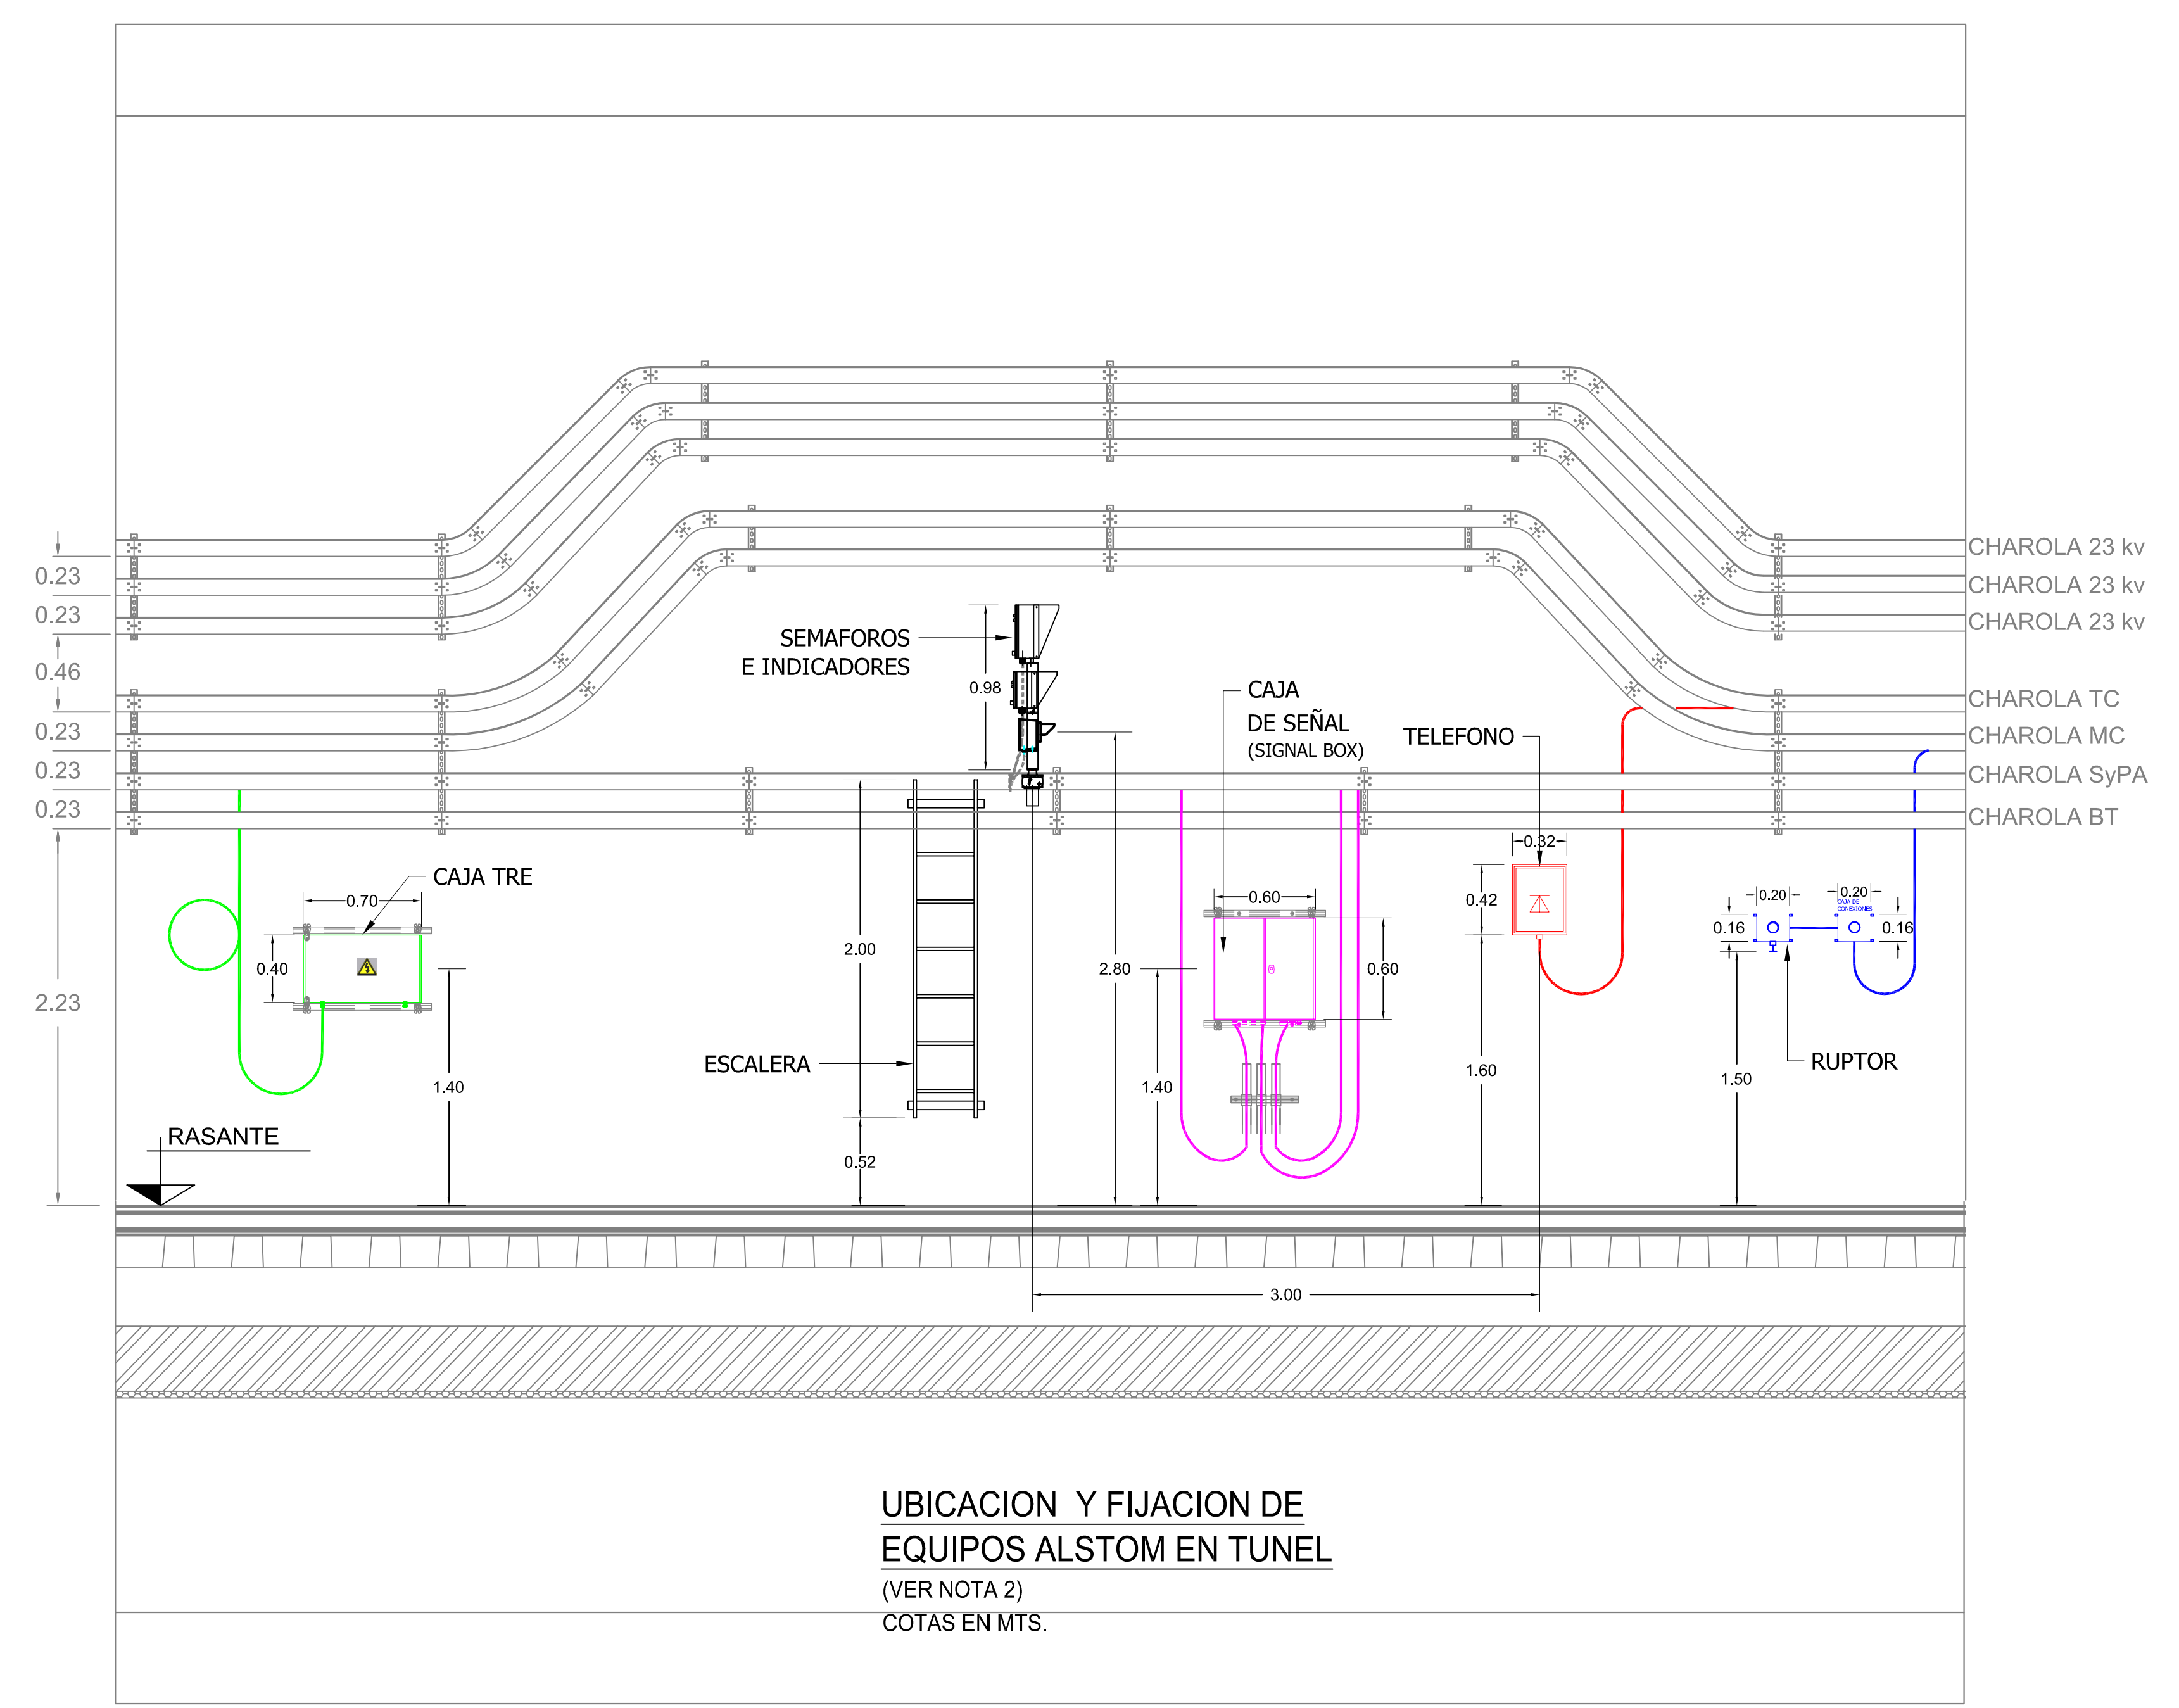 CHAROLA 23 kv
0.23
CHAROLA 23 kv
0.23
CHAROLA 23 kv
0.46
CHAROLA TC
0.23
CHAROLA MC
0.23
CHAROLA SyPA
0.23
CHAROLA BT
2.23
SEMAFOROS
E INDICADORES
0.98
CAJA
DE SEÑAL
(SIGNAL BOX)
TELEFONO
CAJA TRE
0.70
0.40
1.40
2.00
ESCALERA
0.52
2.80
0.60
0.60
1.40
0.32
0.42
1.60
0.20
0.20
CAJA DE
CONEXIONES
0.16
0.16
1.50
RUPTOR
RASANTE
3.00
UBICACION Y FIJACION DE
EQUIPOS ALSTOM EN TUNEL
(VER NOTA 2)
COTAS EN MTS.